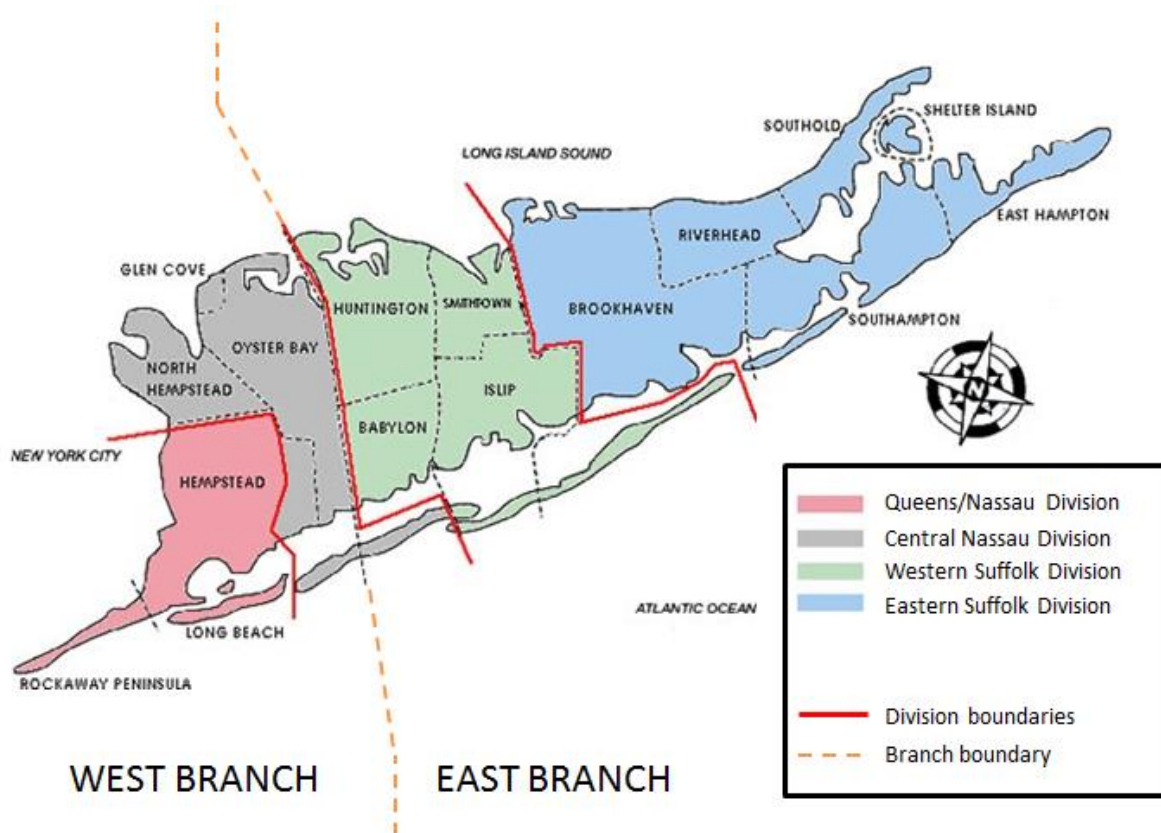 LONG ISLAND SOUND
SOUTHOLD
SHELTER ISLAND
EAST HAMPTON
RIVERHEAD
GLEN COVE
HUNTINGTON
SMITHTOWN
BROOKHAVEN
SOUTHAMPTON
OYSTER BAY
NORTH
HEMPSTEAD
ISLIP
BABYLON
N
NEW YORK CITY
HEMPSTEAD
Queens/Nassau Division
Central Nassau Division
Western Suffolk Division
Eastern Suffolk Division
ATLANTIC OCEAN
LONG BEACH
ROCKAWAY PENINSULA
Division boundaries
Branch boundary
WEST BRANCH
EAST BRANCH